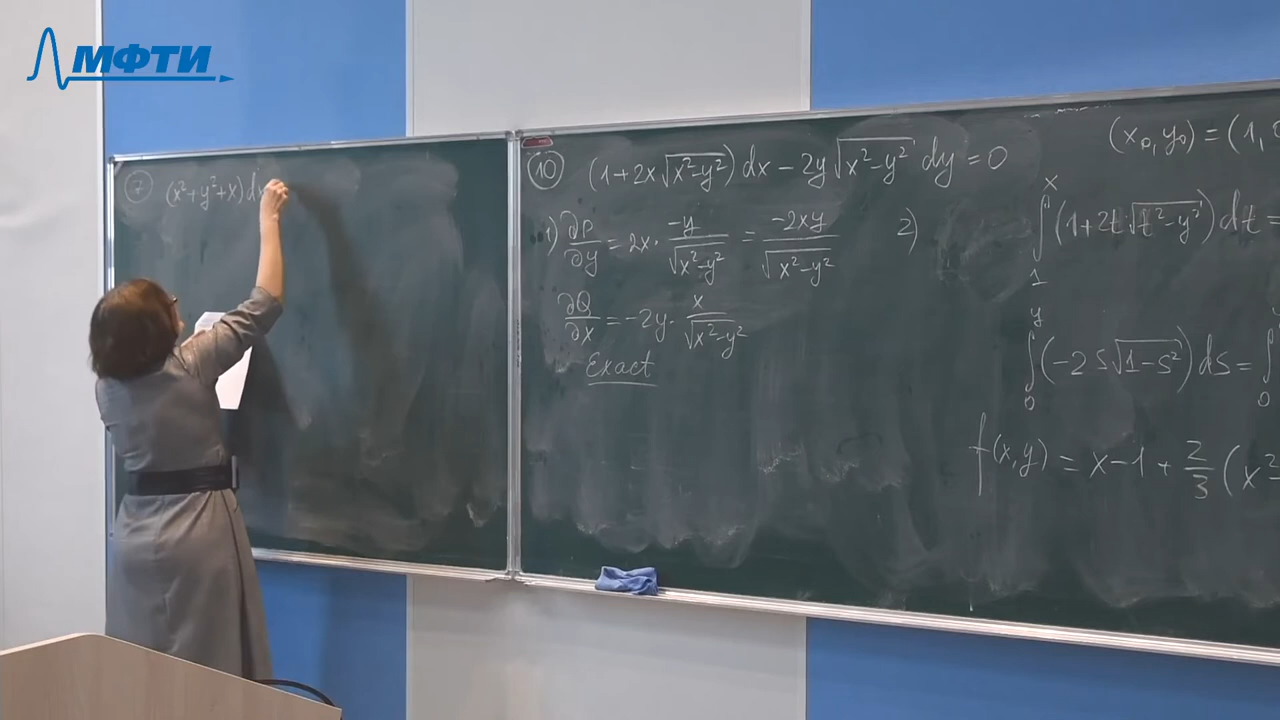 МФТИ
7 (x²+y²+x)dx
10 (1+2x√(x²-y²))dx - 2y√(x²-y²) dy = 0
1) ∂P/∂y = 2x · -y/√(x²-y²) = -2xy/√(x²-y²)
∂Q/∂x = -2y · x/√(x²-y²)
Exact
(x₀, y₀) = (1,
2) ∫₁ˣ (1+2t√(t²-y²))dt =
∫₀ʸ (-2s√(1-s²))ds = ∫₀
f(x,y) = x-1 + 2/3 (x²-